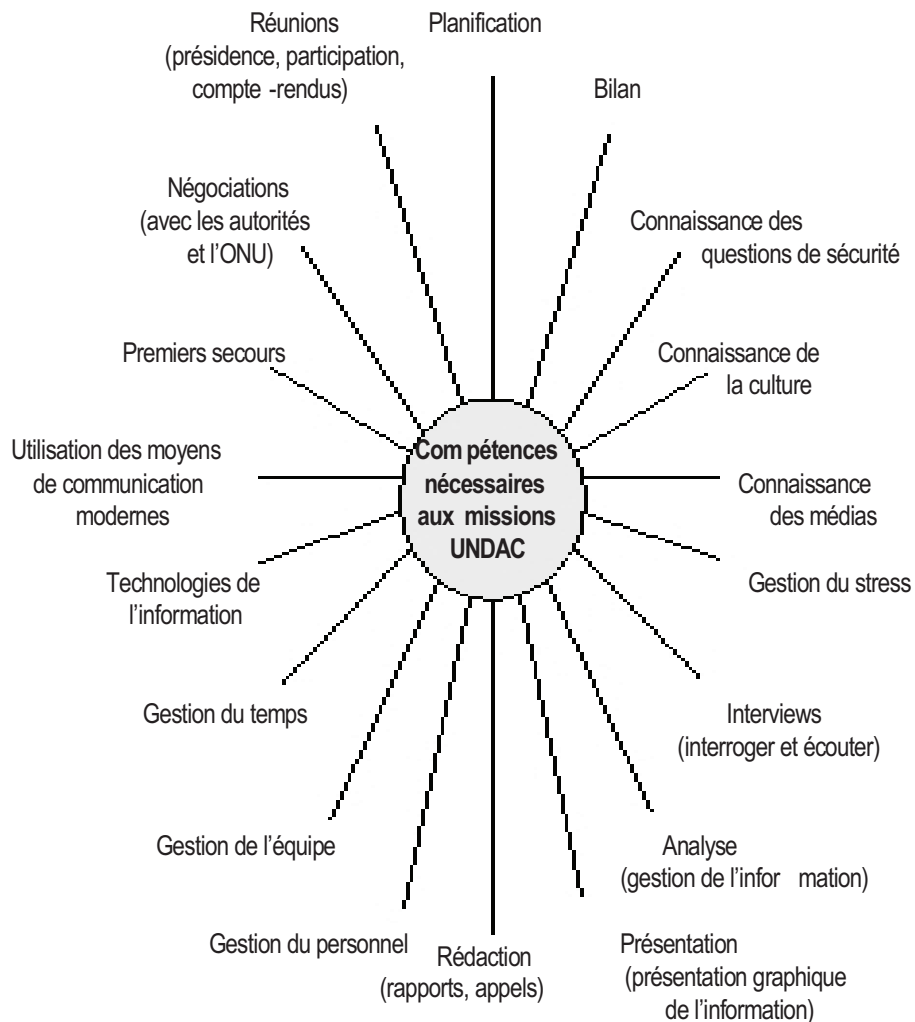 Réunions
(présidence, participation,
compte -rendus)
Planification
Bilan
Négociations
(avec les autorités
et l’ONU)
Connaissance des
questions de sécurité
Premiers secours
Connaissance de
la culture
Utilisation des moyens
de communication
modernes
Com pétences
nécessaires
aux missions
UNDAC
Connaissance
des médias
Technologies de
l’information
Gestion du stress
Gestion du temps
Interviews
(interroger et écouter)
Gestion de l’équipe
Analyse
(gestion de l’infor mation)
Gestion du personnel
Rédaction
(rapports, appels)
Présentation
(présentation graphique
de l’information)